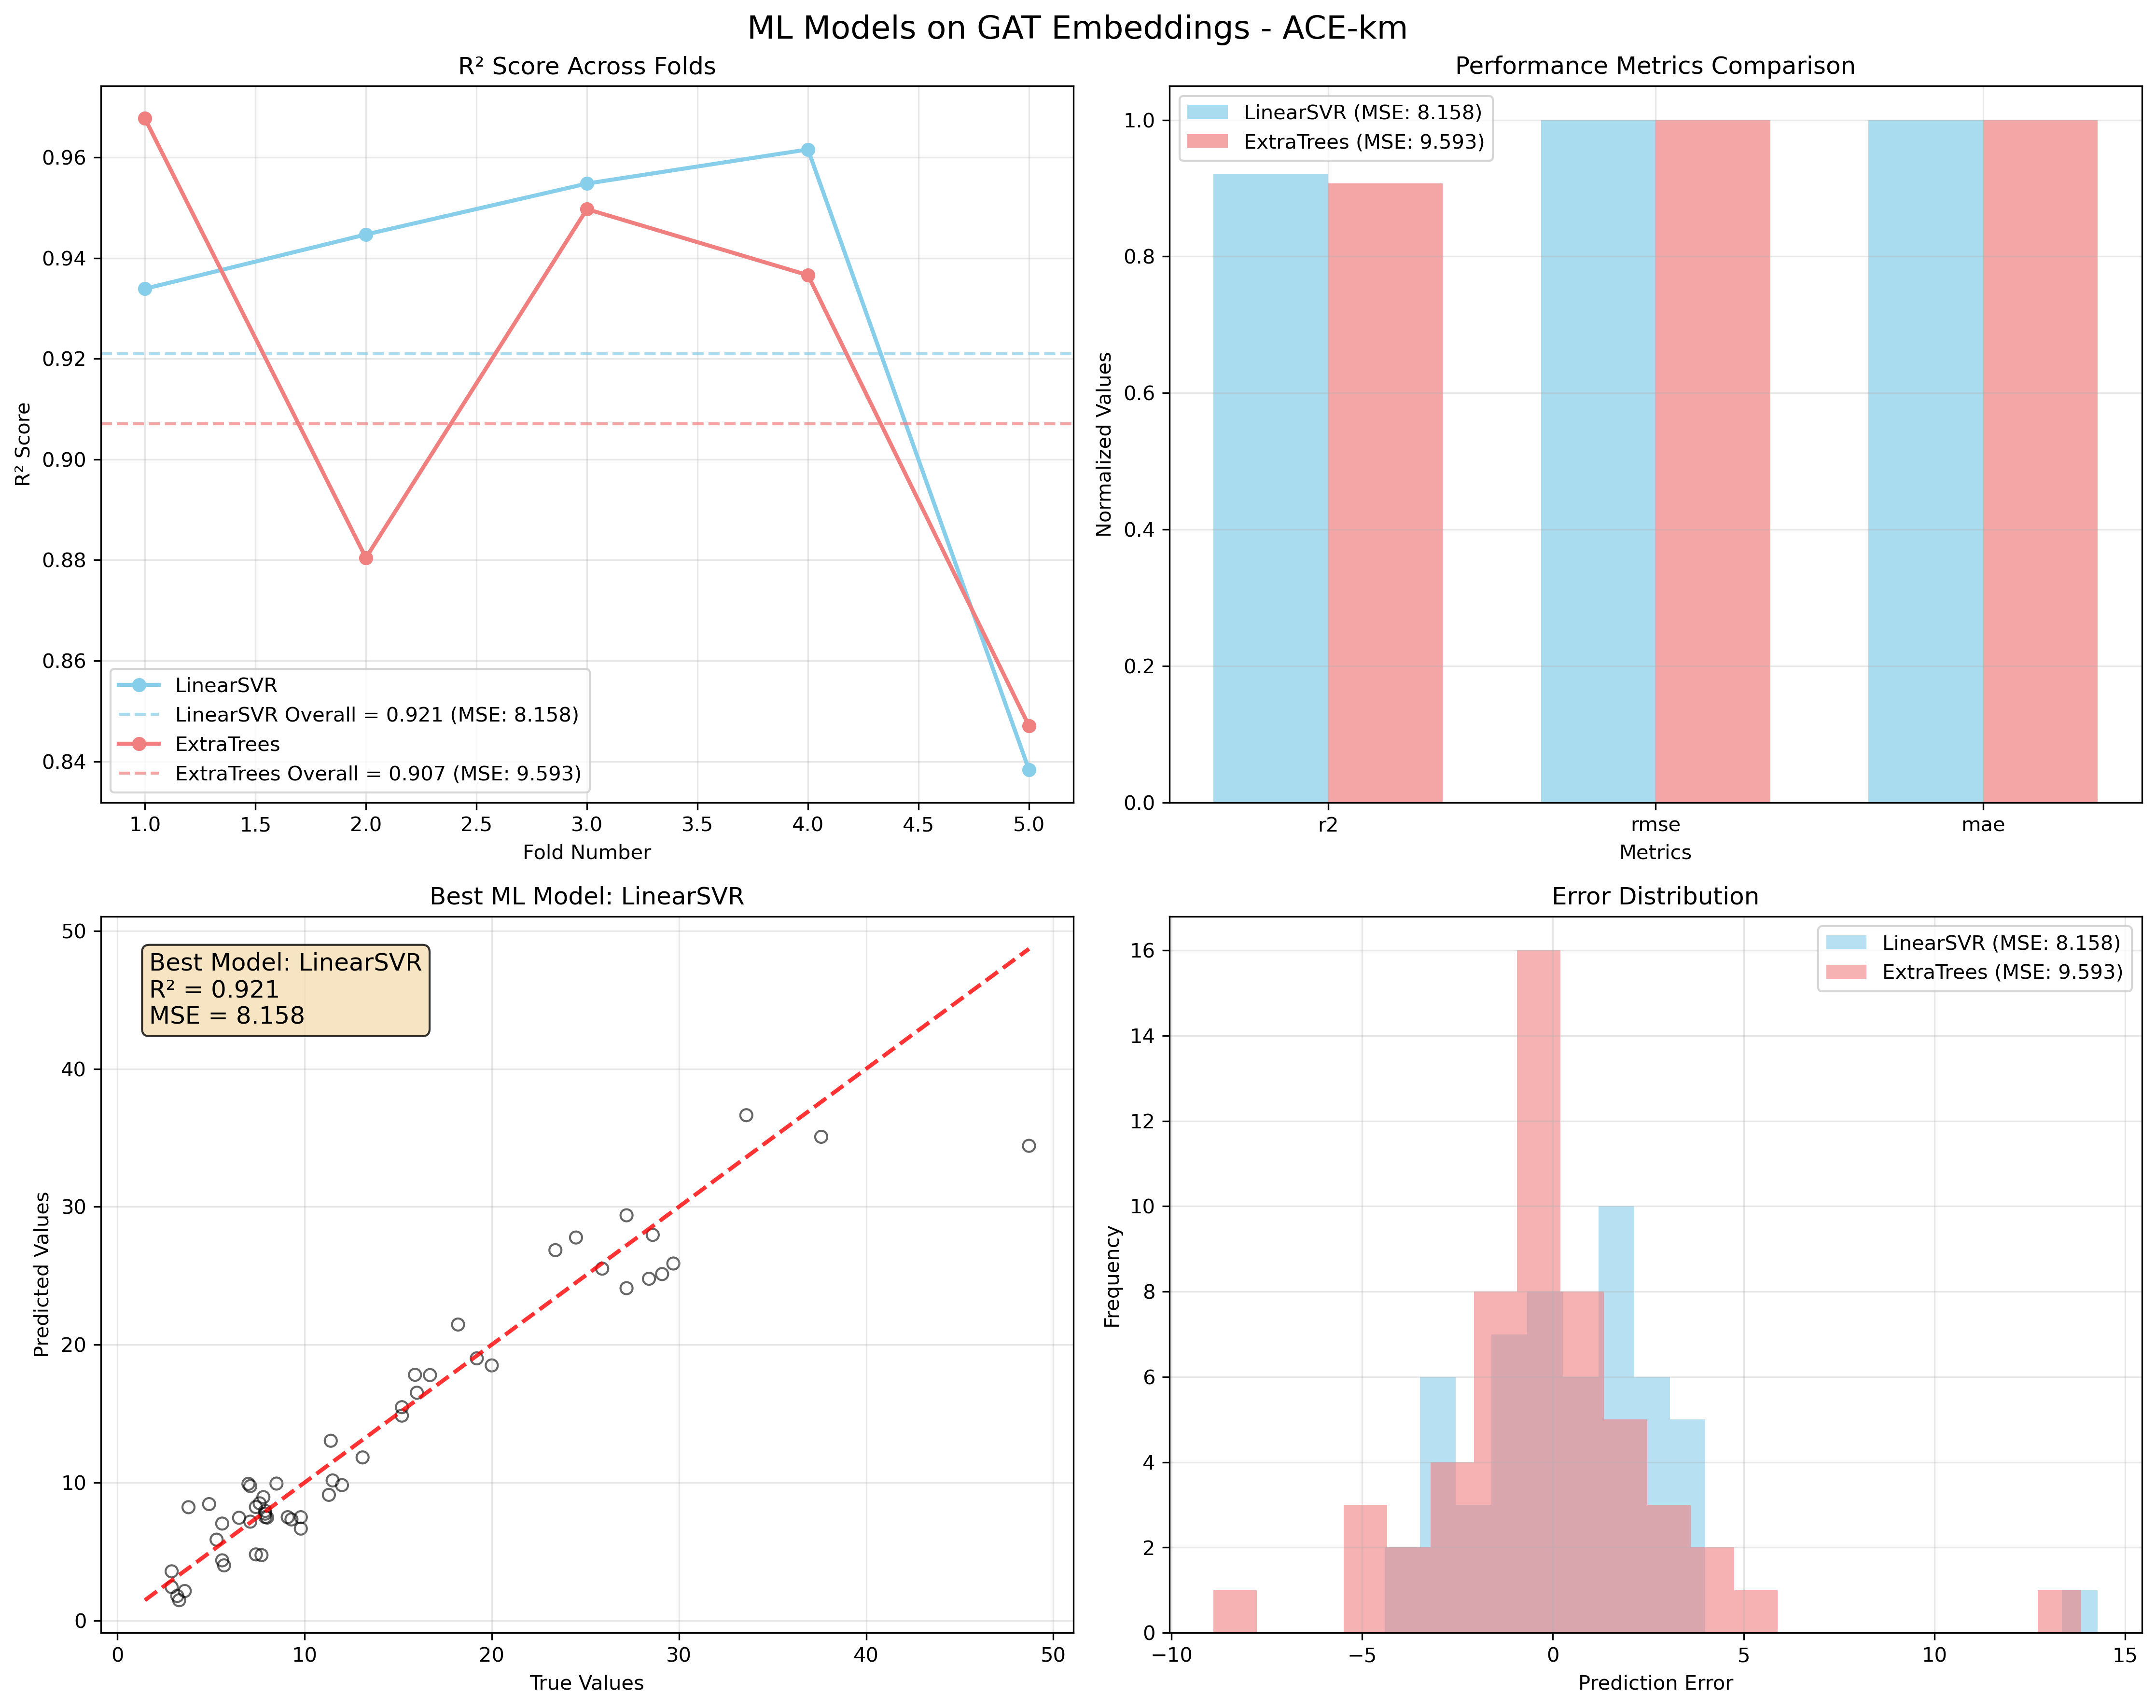 ML Models on GAT Embeddings - ACE-km
R² Score Across Folds
R² Score
0.96
0.94
0.92
0.90
0.88
0.86
0.84
LinearSVR
LinearSVR Overall = 0.921 (MSE: 8.158)
ExtraTrees
ExtraTrees Overall = 0.907 (MSE: 9.593)
1.0 1.5 2.0 2.5 3.0 3.5 4.0 4.5 5.0
Fold Number
Performance Metrics Comparison
Normalized Values
1.0
0.8
0.6
0.4
0.2
0.0
LinearSVR (MSE: 8.158)
ExtraTrees (MSE: 9.593)
r2 rmse mae
Metrics
Best ML Model: LinearSVR
Predicted Values
50
40
30
20
10
0
Best Model: LinearSVR
R² = 0.921
MSE = 8.158
0 10 20 30 40 50
True Values
Error Distribution
Frequency
16
14
12
10
8
6
4
2
0
LinearSVR (MSE: 8.158)
ExtraTrees (MSE: 9.593)
−10 −5 0 5 10 15
Prediction Error